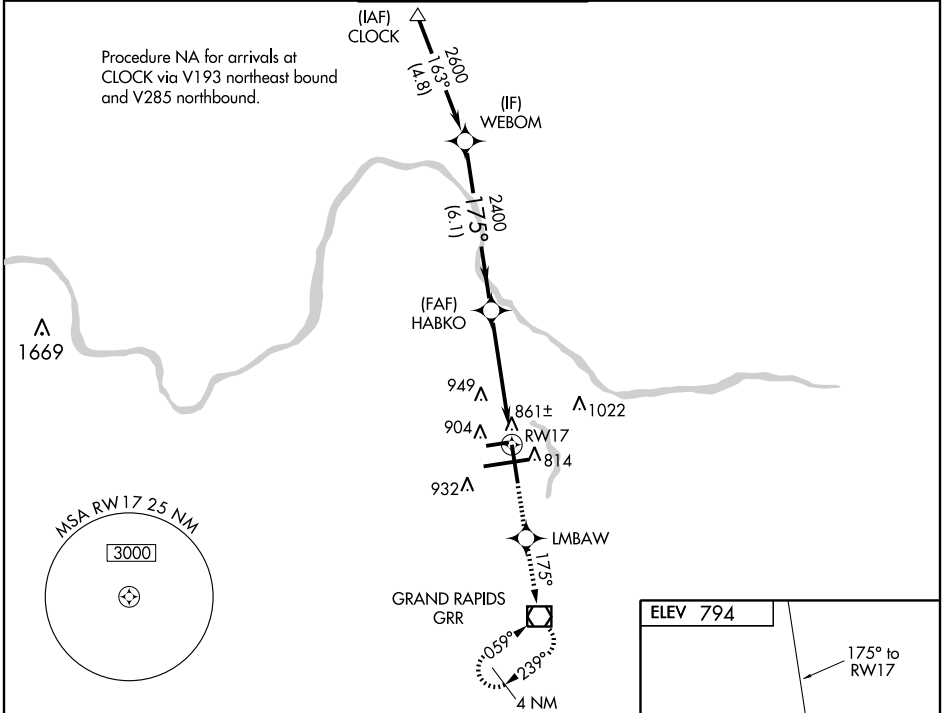 (IAF)
CLOCK
Procedure NA for arrivals at
CLOCK via V193 northeast bound
and V285 northbound.
2600
163°
(4.8)
(IF)
WEBOM
2400
175°
(6.1)
(FAF)
HABKO
1669
949
861±
1022
904
RW17
814
932
MSA RW17 25 NM
3000
LMBAW
175°
GRAND RAPIDS
GRR
059°
239°
4 NM
ELEV 794
175° to
RW17